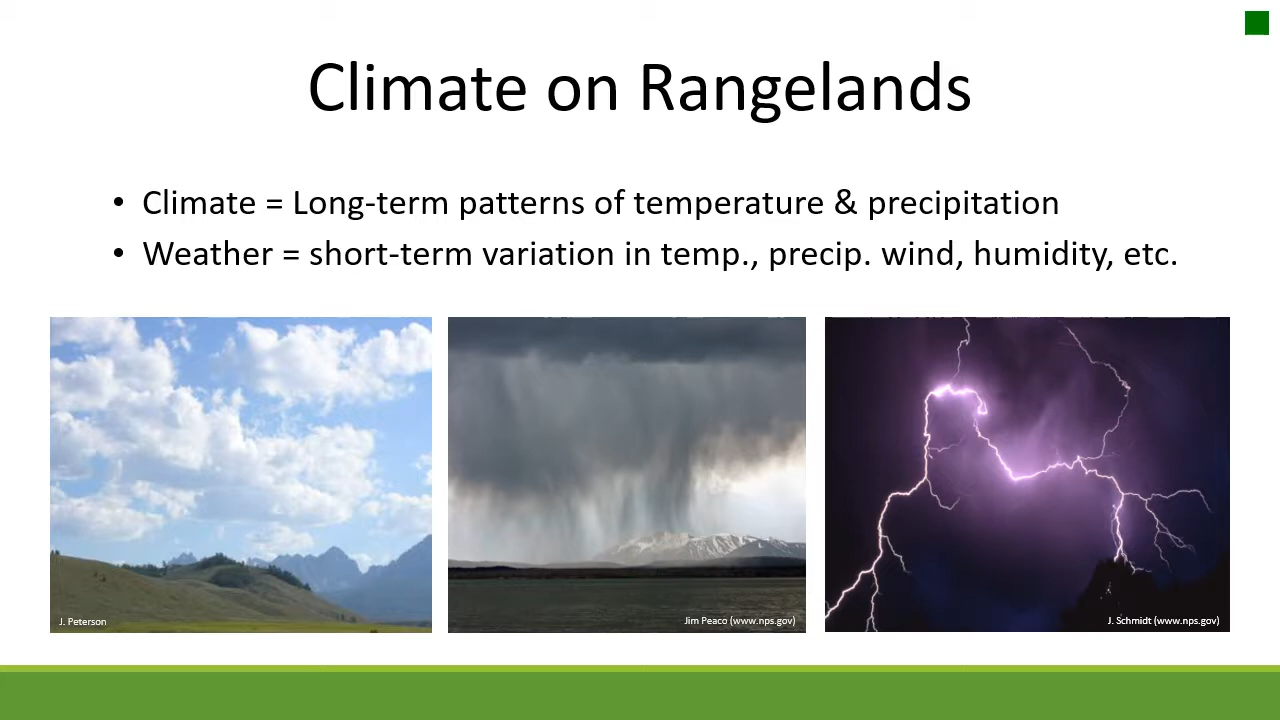 Climate on Rangelands
• Climate = Long-term patterns of temperature & precipitation
• Weather = short-term variation in temp., precip. wind, humidity, etc.
J. Peterson
Jim Peaco (www.nps.gov)
J. Schmidt (www.nps.gov)